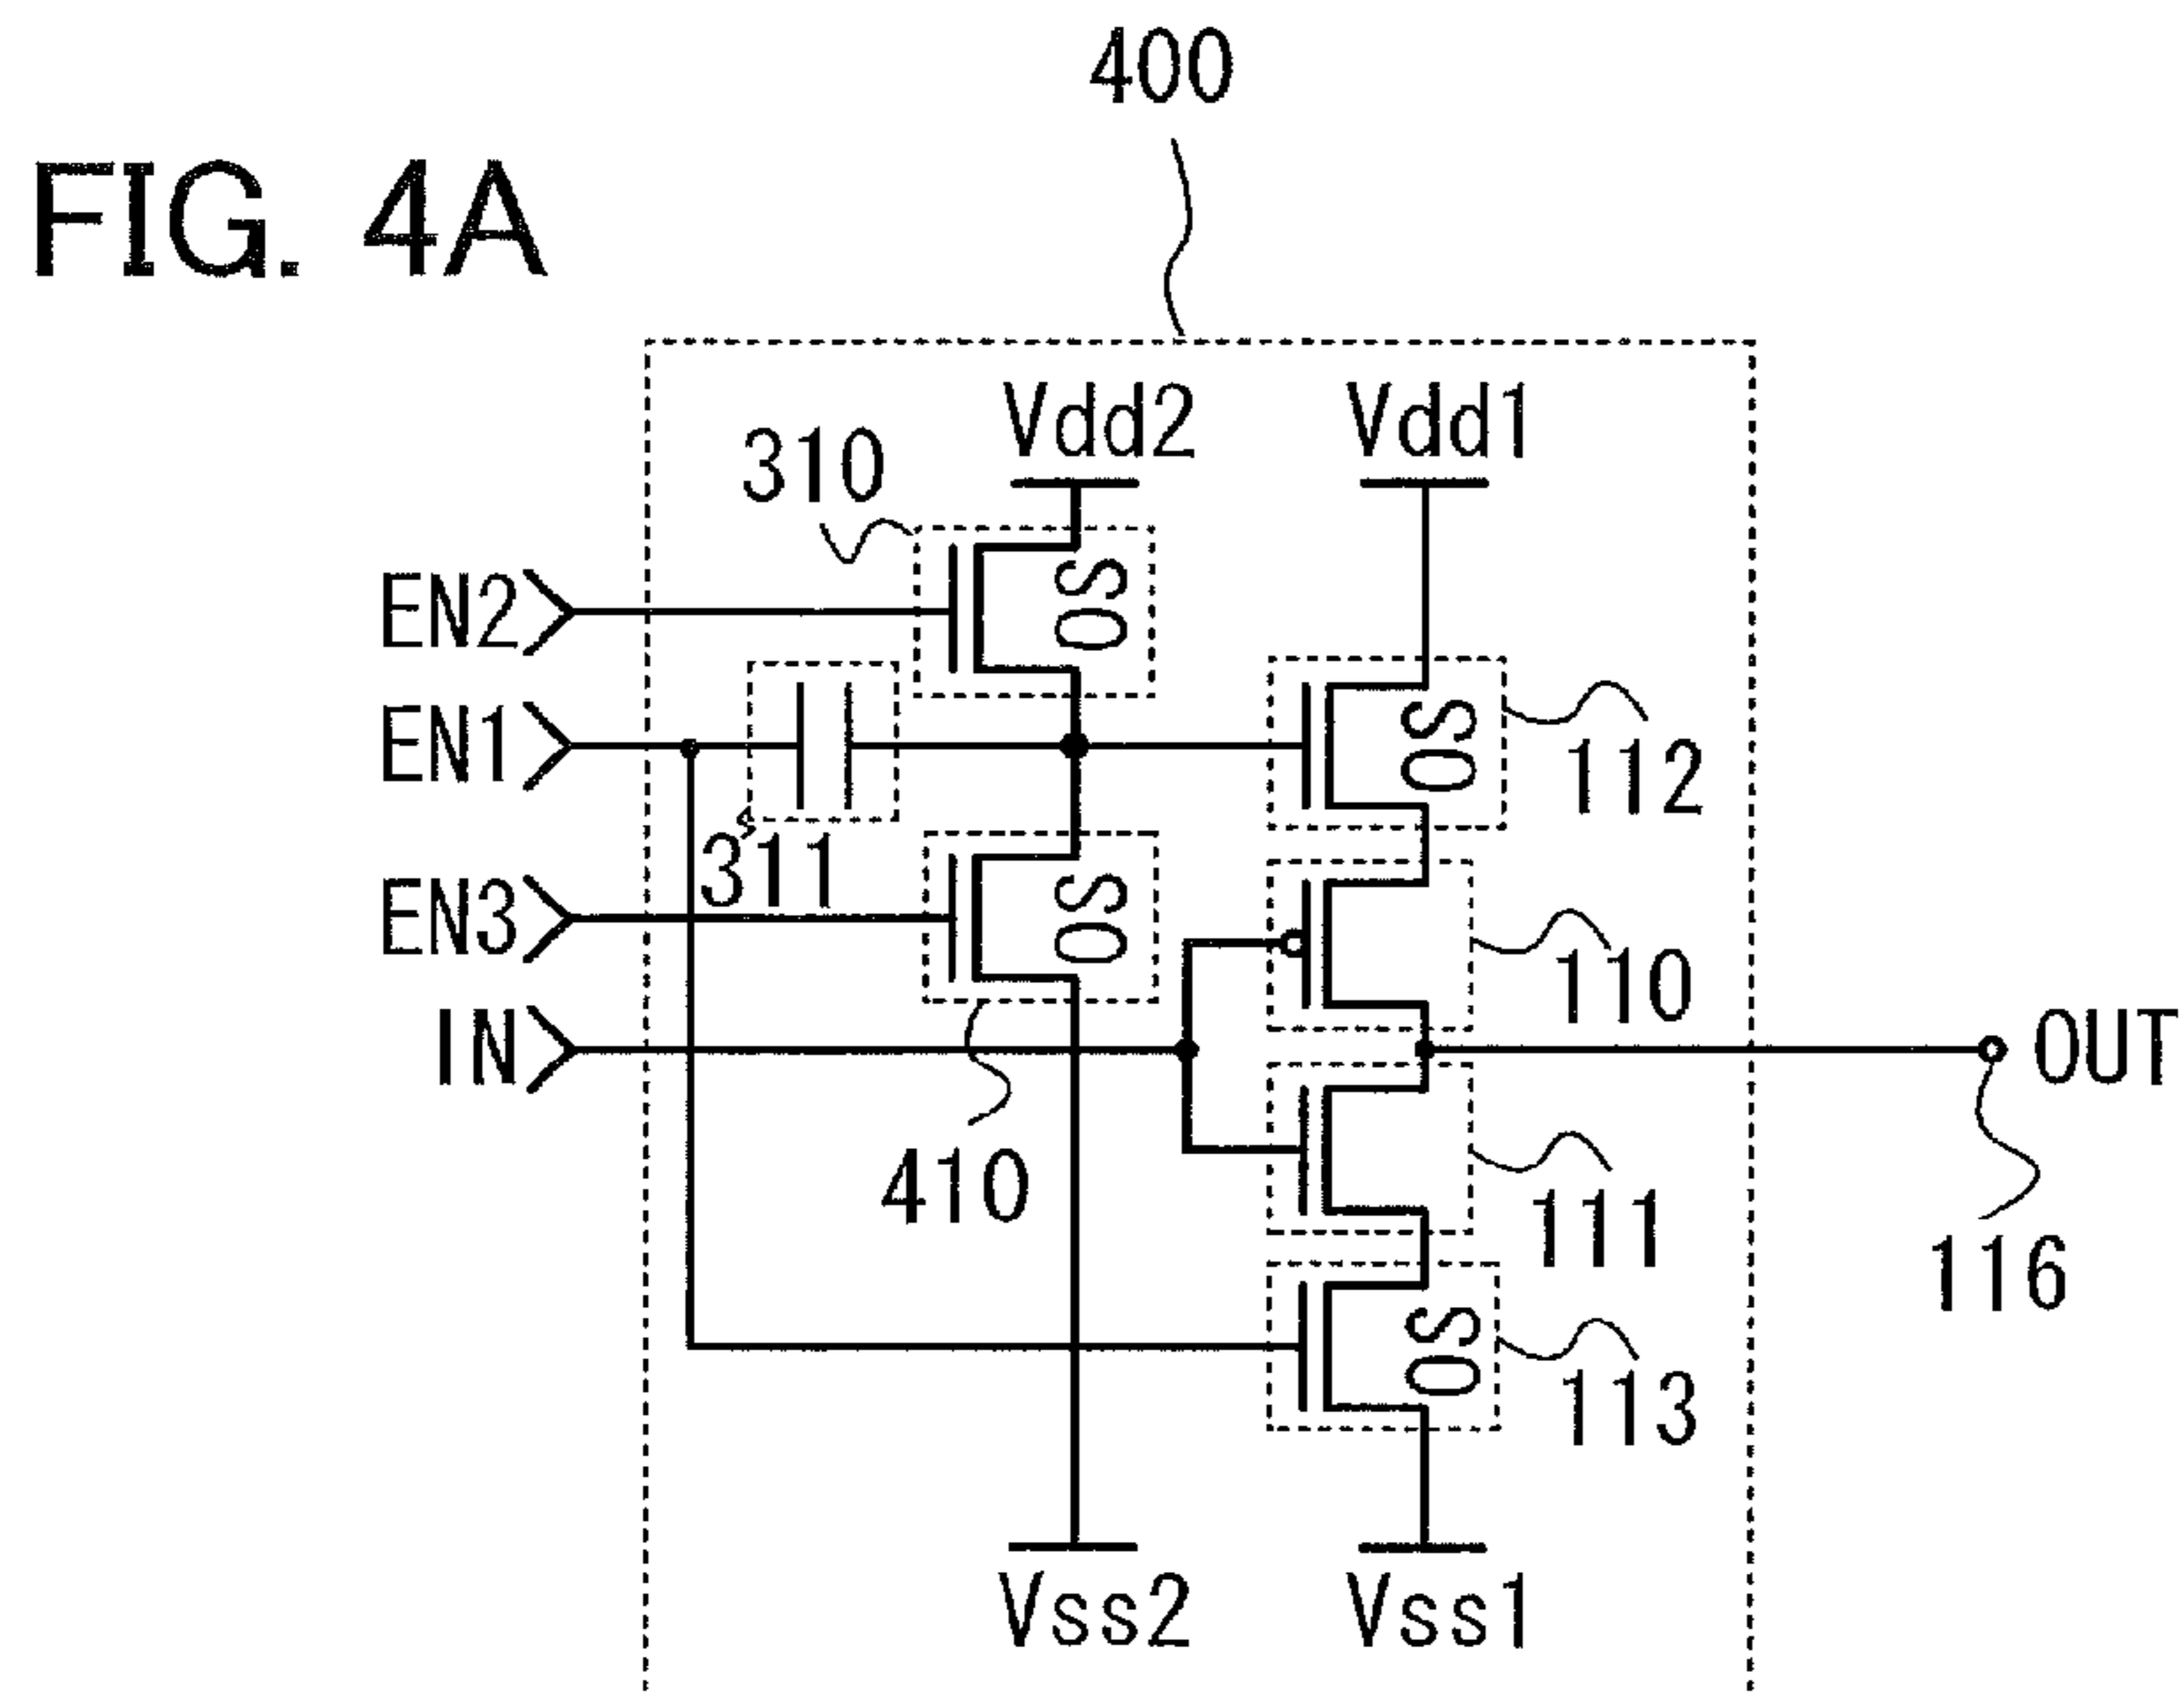 400
FIG. 4A
Vdd2
Vdd1
310
OS
EN2
EN1
OS
112
311
EN3
OS
110
IN
OUT
410
111
116
OS
113
Vss2
Vss1